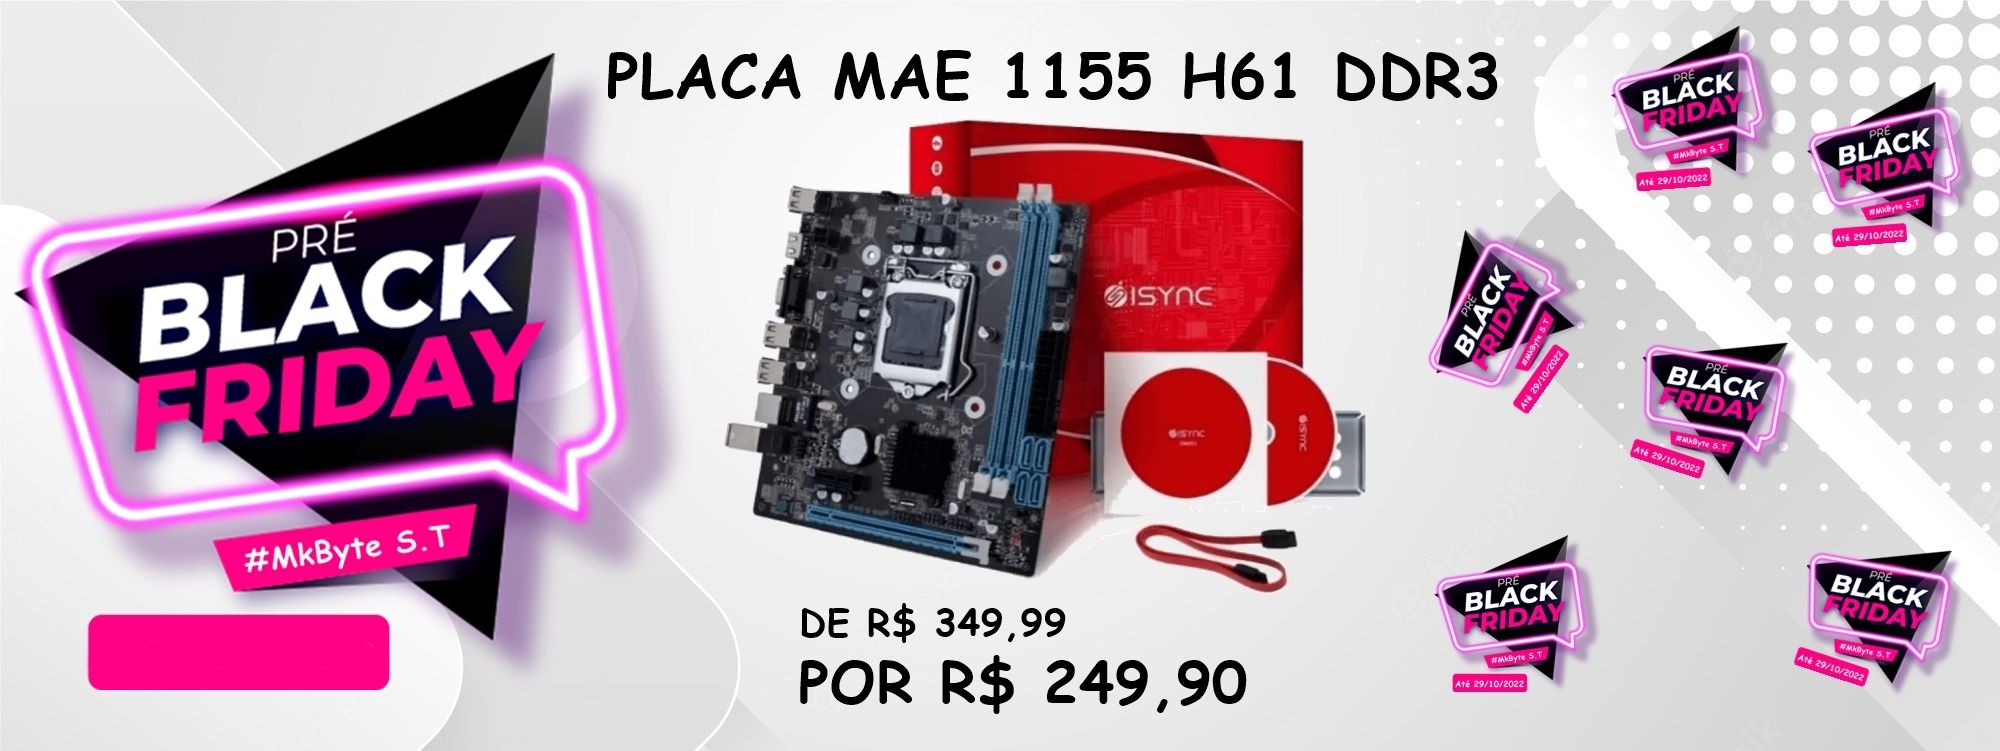 PLACA MAE 1155 H61 DDR3
PRÉ
BLACK
FRIDAY
#MkByte S.T
ISYNC
ISYNC
ISYNC
DE R$ 349,99
POR R$ 249,90
PRÉ
BLACK
FRIDAY
#MkByte S.T
Até 29/10/2022
PRÉ
BLACK
FRIDAY
#MkByte S.T
Até 29/10/2022
PRÉ
BLACK
FRIDAY
#MkByte S.T
Até 29/10/2022
PRÉ
BLACK
FRIDAY
#MkByte S.T
Até 29/10/2022
PRÉ
BLACK
FRIDAY
#MkByte S.T
Até 29/10/2022
PRÉ
BLACK
FRIDAY
#MkByte S.T
Até 29/10/2022